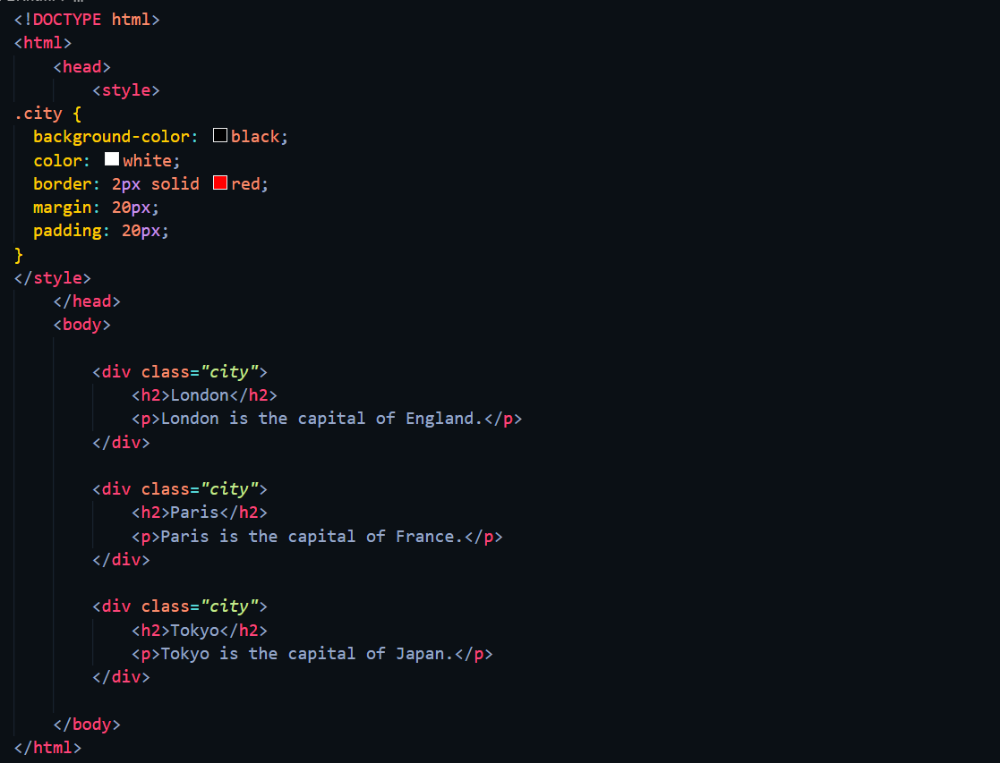 <!DOCTYPE html>
<html>
    <head>
        <style>
.city {
  background-color: black;
  color: white;
  border: 2px solid red;
  margin: 20px;
  padding: 20px;
}
</style>
    </head>
    <body>

        <div class="city">
            <h2>London</h2>
            <p>London is the capital of England.</p>
        </div>

        <div class="city">
            <h2>Paris</h2>
            <p>Paris is the capital of France.</p>
        </div>

        <div class="city">
            <h2>Tokyo</h2>
            <p>Tokyo is the capital of Japan.</p>
        </div>

    </body>
</html>